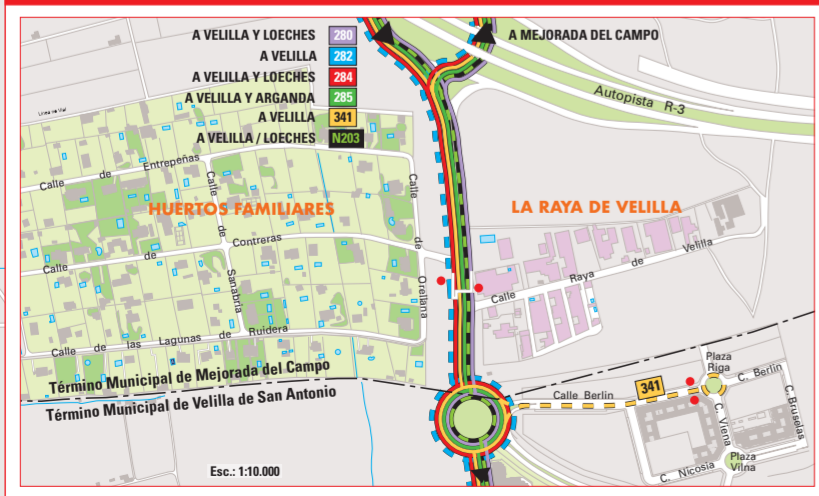 A VELILLA Y LOECHES 280
A VELILLA 282
A VELILLA Y LOECHES 284
A VELILLA Y ARGANDA 285
A VELILLA 341
A VELILLA / LOECHES N203
A MEJORADA DEL CAMPO
Autopista R-3
Calle de Entrepeñas
Calle de Sanabria
Calle de Orellana
HUERTOS FAMILIARES
LA RAYA DE VELILLA
Calle de Contreras
Calle Raya de Velilla
Calle de las Lagunas de Ruidera
Término Municipal de Mejorada del Campo
Término Municipal de Velilla de San Antonio
Plaza
Riga
C. Berlin
Calle Berlin
341
C. Viena
C. Bruselas
C. Nicosia
Plaza
Vilna
Esc.: 1:10.000